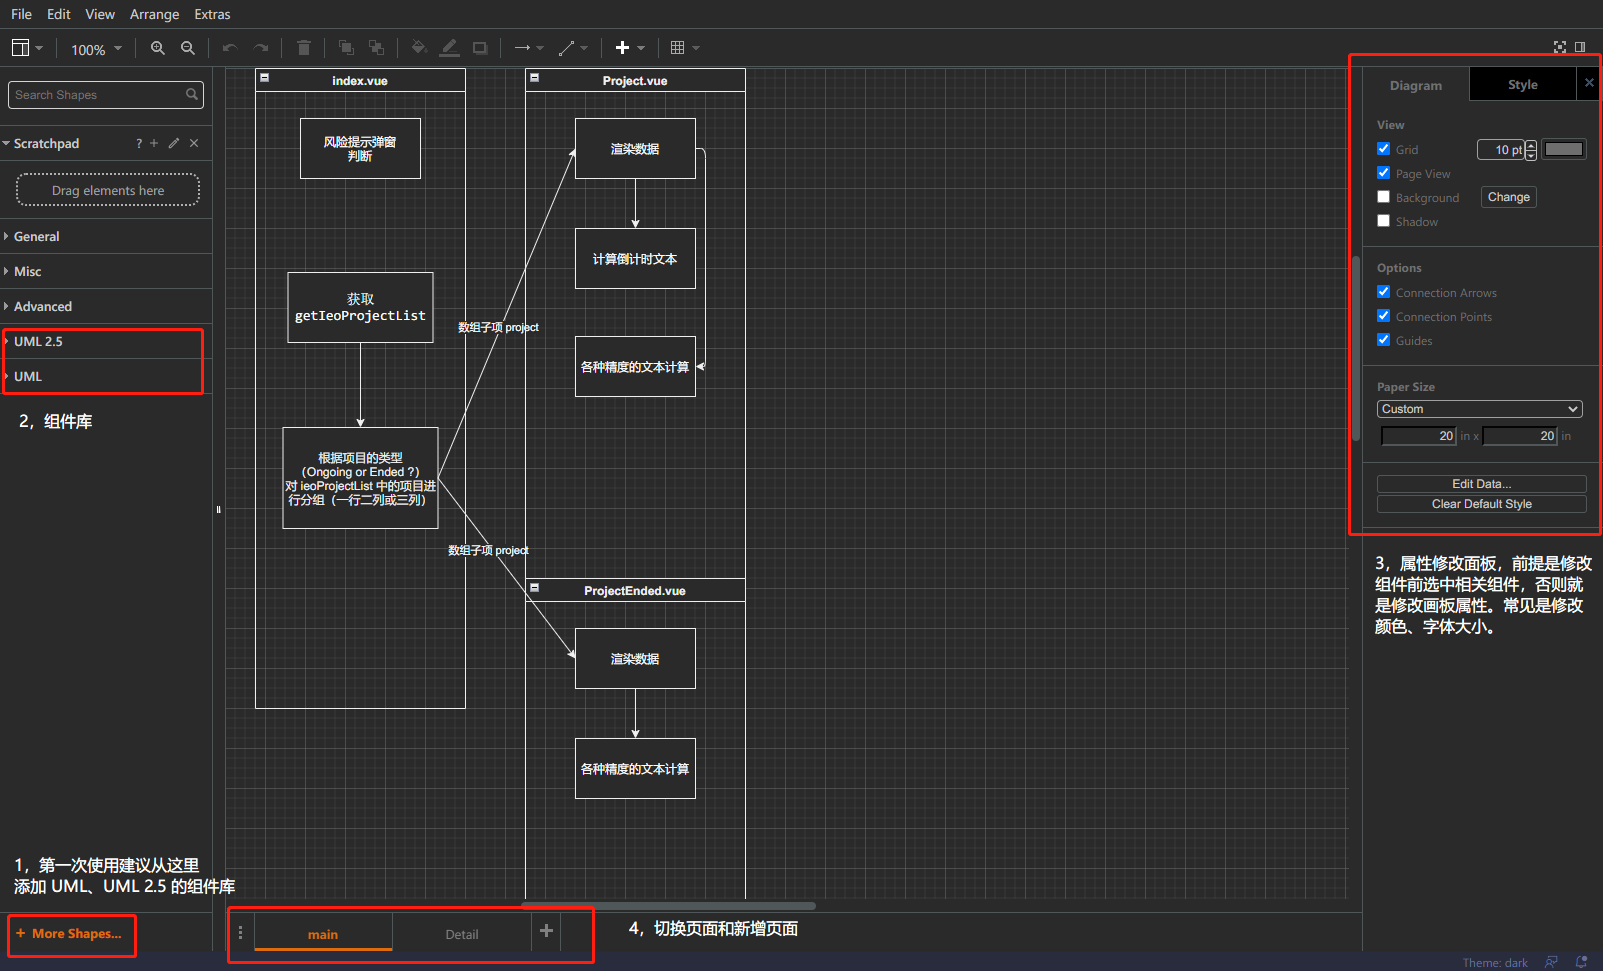 File Edit View Arrange Extras
100%
Search Shapes
Scratchpad
?
Drag elements here
General
Misc
Advanced
UML 2.5
UML
2，组件库
1，第一次使用建议从这里
添加 UML、UML 2.5 的组件库
+ More Shapes...
index.vue
风险提示弹窗
判断
获取
getIeoProjectList
根据项目的类型
（Ongoing or Ended ?）
对 ieoProjectList 中的项目进
行分组（一行二列或三列）
数组子项 project
数组子项 project
Project.vue
渲染数据
计算倒计时文本
各种精度的文本计算
ProjectEnded.vue
渲染数据
各种精度的文本计算
main
Detail
4，切换页面和新增页面
Diagram
Style
View
Grid
10 pt
Page View
Background
Change
Shadow
Options
Connection Arrows
Connection Points
Guides
Paper Size
Custom
20 in x 20 in
Edit Data...
Clear Default Style
3，属性修改面板，前提是修改
组件前选中相关组件，否则就
是修改画板属性。常见是修改
颜色、字体大小。
Theme: dark